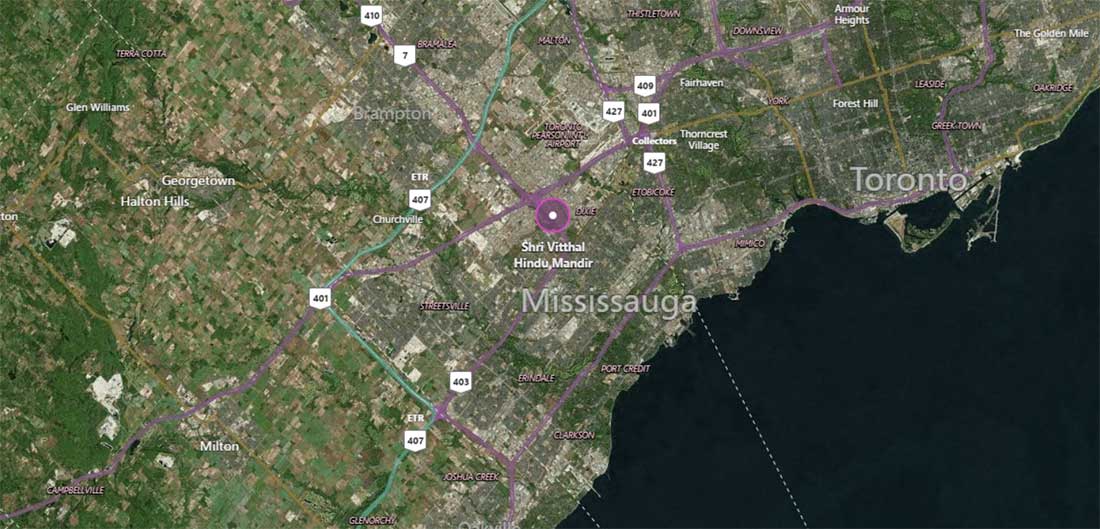 410
7
BRAMALEA
MALTON
THISTLETOWN
DOWNSVIEW
Armour
Heights
The Golden Mile
TERRA COTTA
Glen Williams
Brampton
409
427
401
Fairhaven
YORK
Forest Hill
LEASIDE
OAKRIDGE
GREEK TOWN
TORONTO
PEARSON INT'L
AIRPORT
Collectors
Thorncrest
Village
427
Georgetown
Halton Hills
ETR
407
ETOBICOKE
Toronto
Churchville
DIXIE
Shri Vitthal
Hindu Mandir
IMIMICO
401
STREETSVILLE
Mississauga
403
ERINDALE
PORT CREDIT
ETR
407
Milton
CLARKSON
JOSHUA CREEK
CAMPBELLVILLE
GLENORCHY